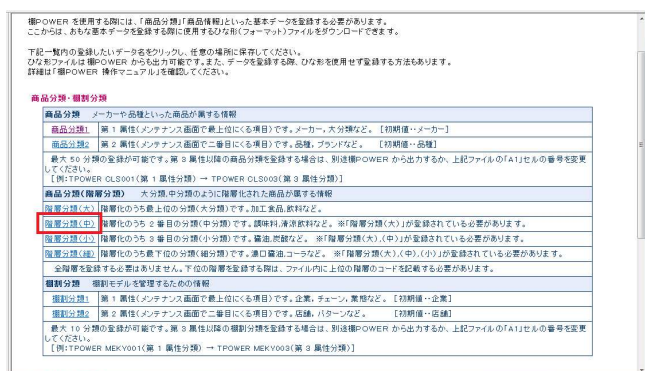 棚POWER を使用する際には、「商品分類」「商品情報」といった基本データを登録する必要があります。
ここからは、おもな基本データを登録する際に使用するひな形(フォーマット)ファイルをダウンロードできます。
下記一覧内の登録したいデータ名をクリックし、任意の場所に保存してください。
ひな形ファイルは棚POWER からも出力可能です。また、データを登録する際、ひな形を使用せず登録する方法もあります。
詳細は「棚POWER 操作マニュアル」を確認してください。
商品分類・棚割分類
商品分類 メーカーや品種といった商品が属する情報
商品分類1 第 1 属性(メンテナンス画面で最上位にくる項目)です。メーカー、大分類など。 [初期値・・メーカー]
商品分類2 第 2 属性(メンテナンス画面で二番目にくる項目)です。品種、ブランドなど。 [初期値・・品種]
最大 50 分類の登録が可能です。第 3 属性以降の商品分類を登録する場合は、別途棚POWER から出力するか、上記ファイルの「A1」セルの番号を変更
してください。
[例:TPOWER CLS001(第 1 属性分類) → TPOWER CLS003(第 3 属性分類)]
商品分類(階層分類) 大分類、中分類のように階層化された商品が属する情報
階層分類(大) 階層化のうち最上位の分類(大分類)です。加工食品、飲料など。
階層分類(中) 階層化のうち 2 番目の分類(中分類)です。調味料、清涼飲料など。 ※「階層分類(大)」が登録されている必要があります。
階層分類(小) 階層化のうち 3 番目の分類(小分類)です。醤油、炭酸など。 ※「階層分類(大)、(中)」が登録されている必要があります。
階層分類(細) 階層化のうち最下位の分類(細分類)です。濃口醤油、コーラなど。 ※「階層分類(大)、(中)、(小)」が登録されている必要があります。
全階層を登録する必要はありません。下位の階層を登録する際は、ファイル内に上位の階層のコードを記載する必要があります。
棚割分類 棚割モデルを管理するための情報
棚割分類1 第 1 属性(メンテナンス画面で最上位にくる項目)です。企業、チェーン、業態など。 [初期値・・企業]
棚割分類2 第 2 属性(メンテナンス画面で二番目にくる項目)です。店舗、パターンなど。 [初期値・・店舗]
最大 10 分類の登録が可能です。第 3 属性以降の棚割分類を登録する場合は、別途棚POWER から出力するか、上記ファイルの「A1」セルの番号を変更
してください。
[例:TPOWER MEKY001(第 1 属性分類) → TPOWER MEKY003(第 3 属性分類)]